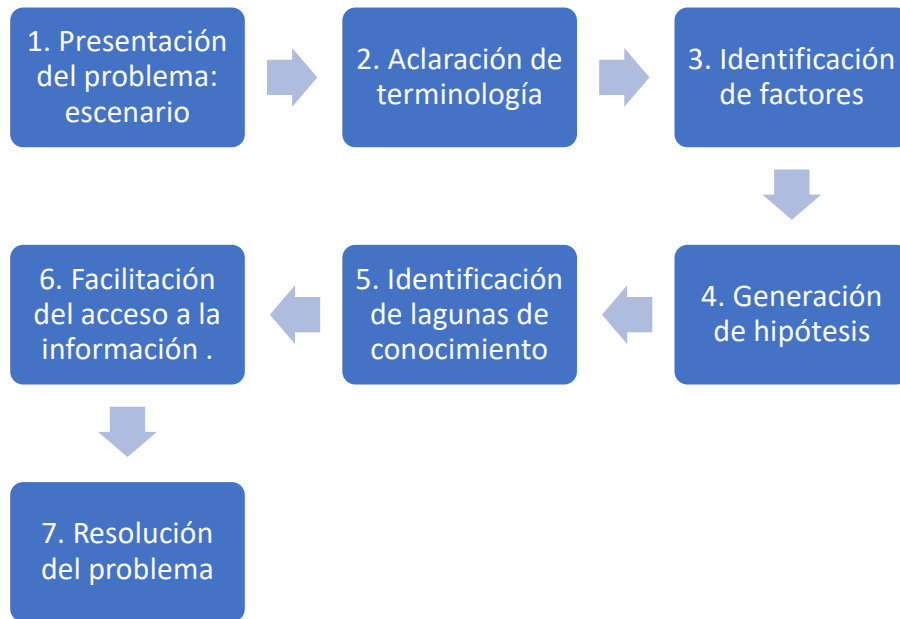 1. Presentación
del problema:
escenario
2. Aclaración de
terminología
3. Identificación
de factores
4. Generación
de hipótesis
5. Identificación
de lagunas de
conocimiento
6. Facilitación
del acceso a la
información .
7. Resolución
del problema